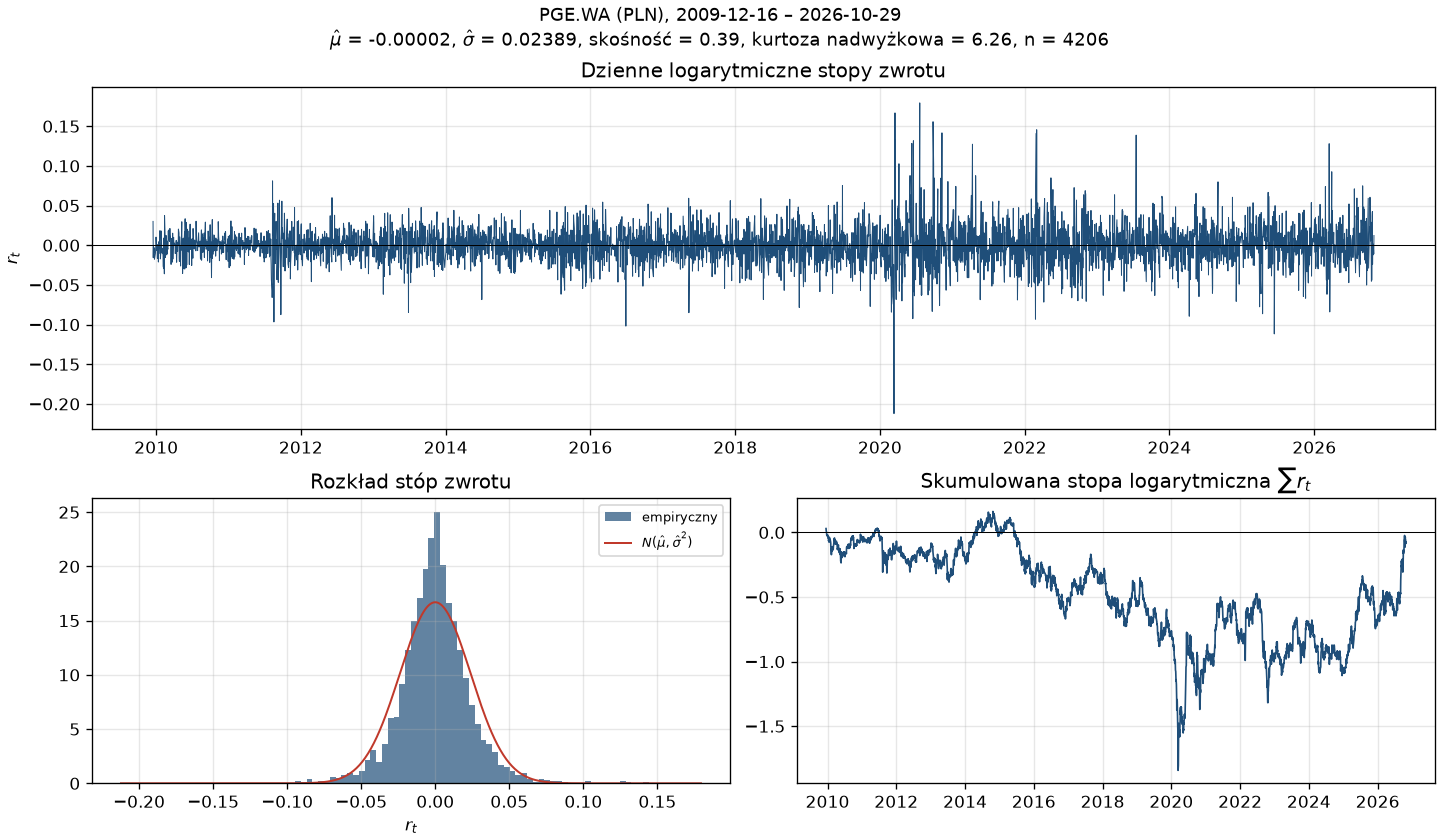 PGE.WA (PLN), 2009-12-16 – 2026-10-29
μ̂ = -0.00002, σ̂ = 0.02389, skośność = 0.39, kurtoza nadwyżkowa = 6.26, n = 4206
Dzienne logarytmiczne stopy zwrotu
0.15
0.10
0.05
0.00
−0.05
−0.10
−0.15
−0.20
r_t
2010 2012 2014 2016 2018 2020 2022 2024 2026
Rozkład stóp zwrotu
25
20
15
10
5
0
empiryczny
N(μ̂, σ̂²)
−0.20 −0.15 −0.10 −0.05 0.00 0.05 0.10 0.15
r_t
Skumulowana stopa logarytmiczna ∑r_t
0.0
−0.5
−1.0
−1.5
2010 2012 2014 2016 2018 2020 2022 2024 2026